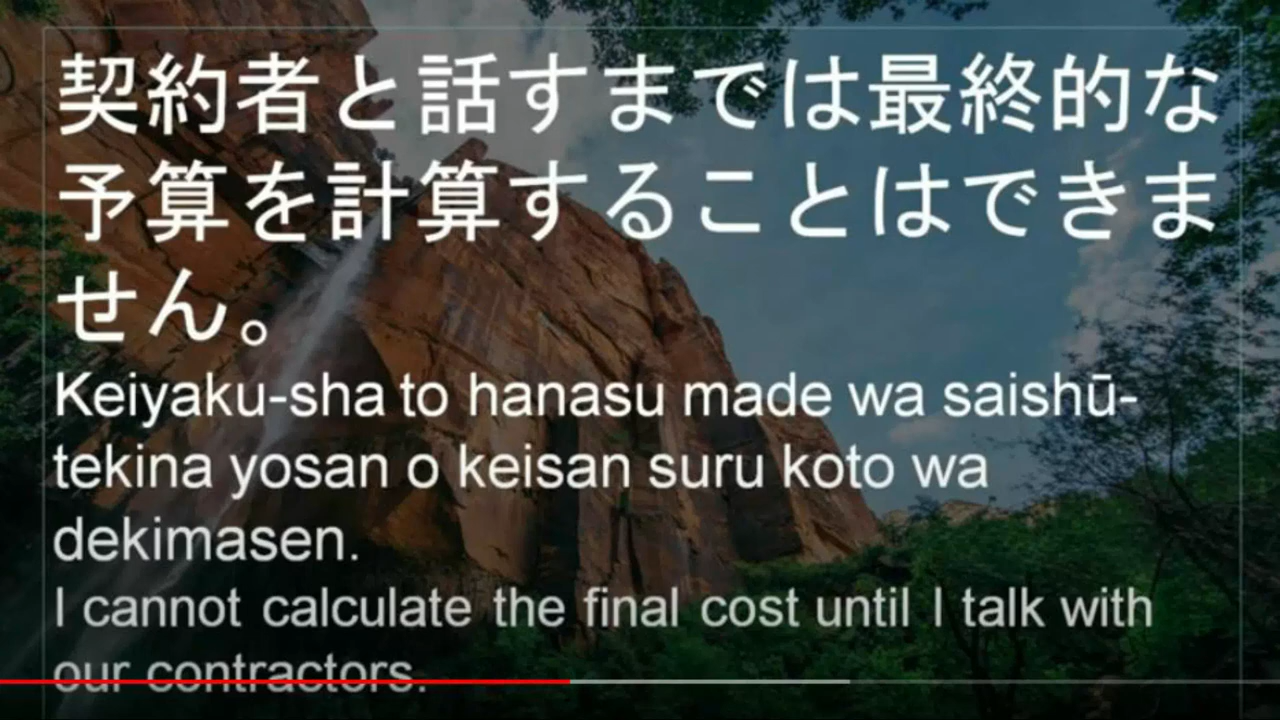 契約者と話すまでは最終的な
予算を計算することはできま
せん。
Keiyaku-sha to hanasu made wa saishū-
tekina yosan o keisan suru koto wa
dekimasen.
I cannot calculate the final cost until I talk with
our contractors.